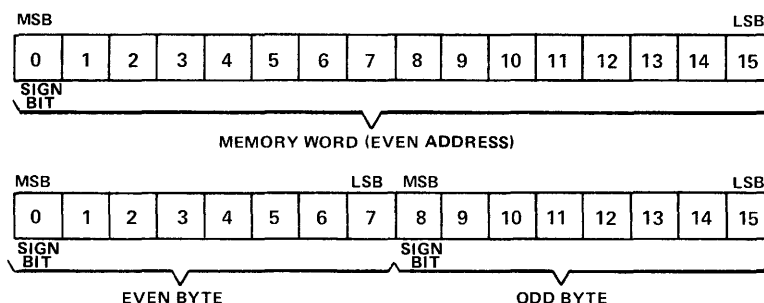 MSB LSB
0 1 2 3 4 5 6 7 8 9 10 11 12 13 14 15
SIGN
BIT
MEMORY WORD (EVEN ADDRESS)
MSB LSB MSB LSB
0 1 2 3 4 5 6 7 8 9 10 11 12 13 14 15
SIGN SIGN
BIT BIT
EVEN BYTE ODD BYTE